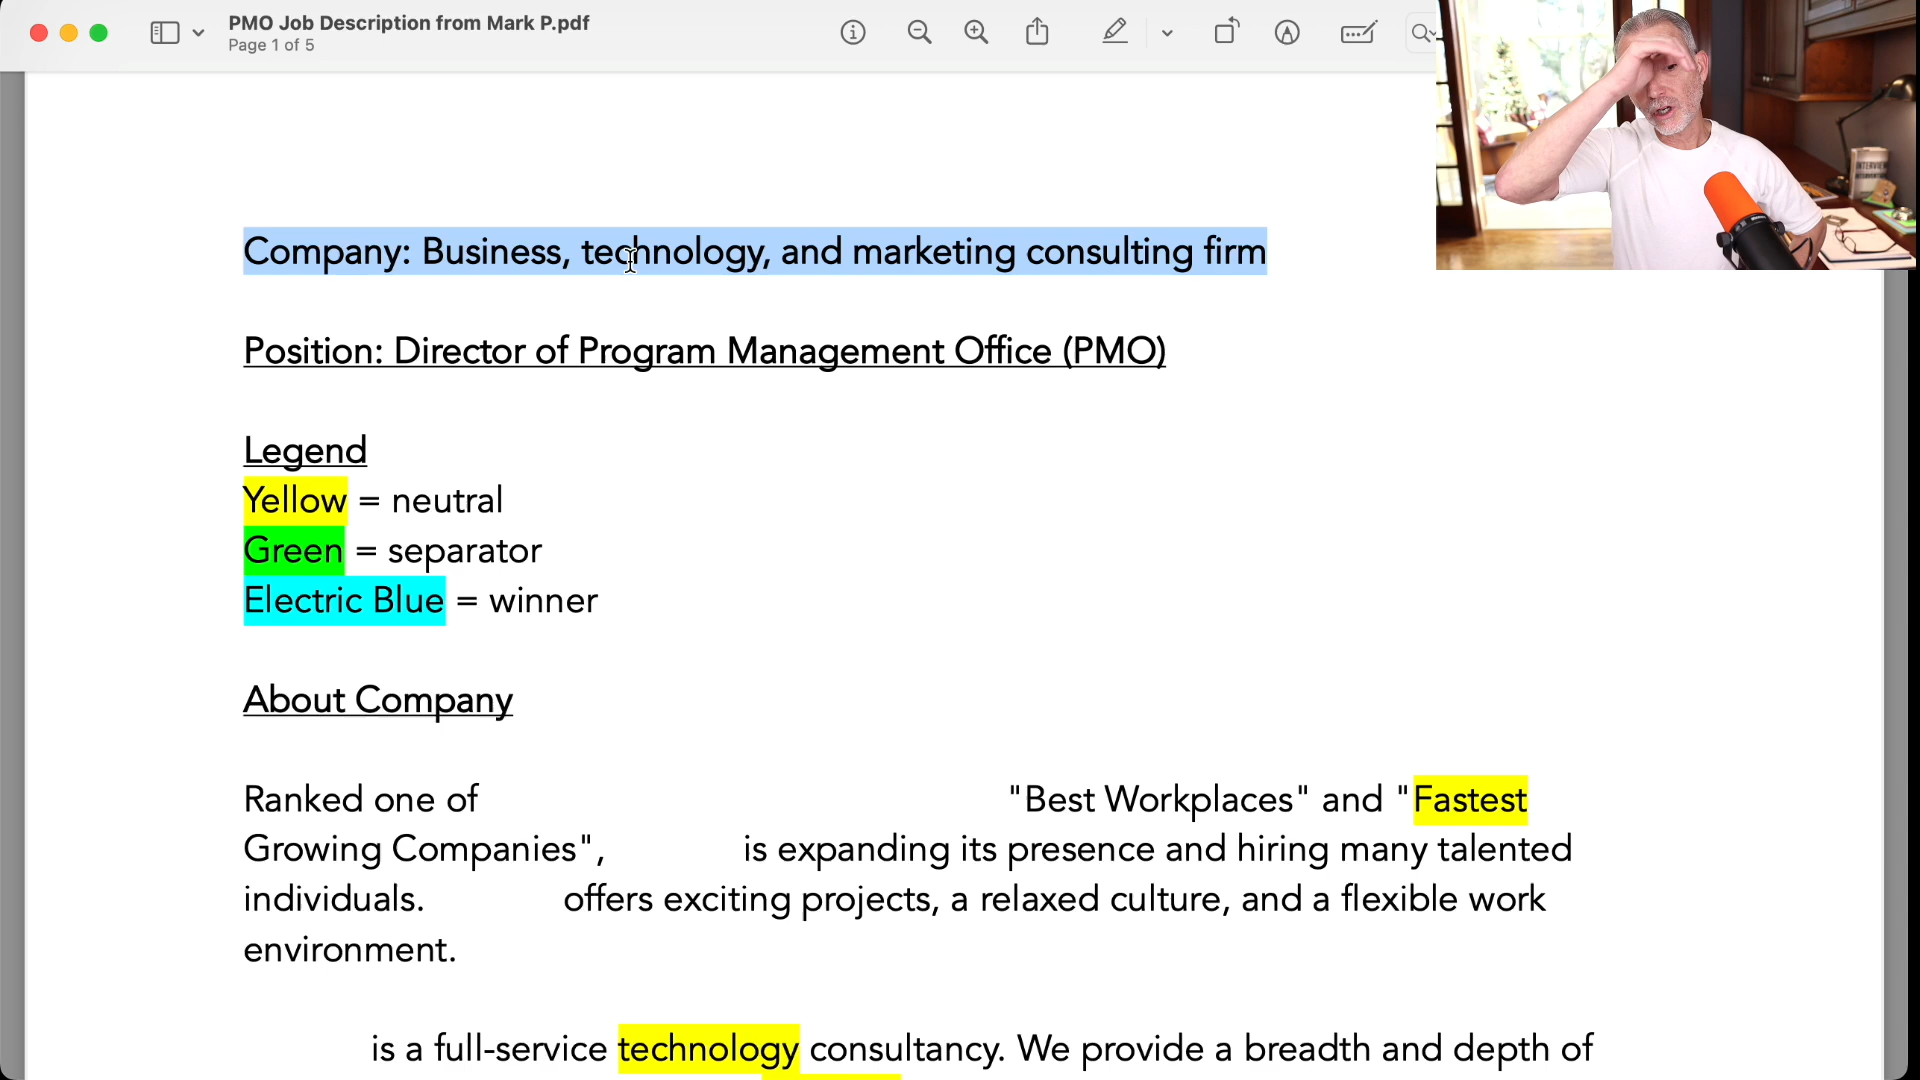 PMO Job Description from Mark P.pdf
Page 1 of 5
Company: Business, technology, and marketing consulting firm
Position: Director of Program Management Office (PMO)
Legend
Yellow = neutral
Green = separator
Electric Blue = winner
About Company
Ranked one of "Best Workplaces" and "Fastest
Growing Companies", is expanding its presence and hiring many talented
individuals. offers exciting projects, a relaxed culture, and a flexible work
environment.
is a full-service technology consultancy. We provide a breadth and depth of